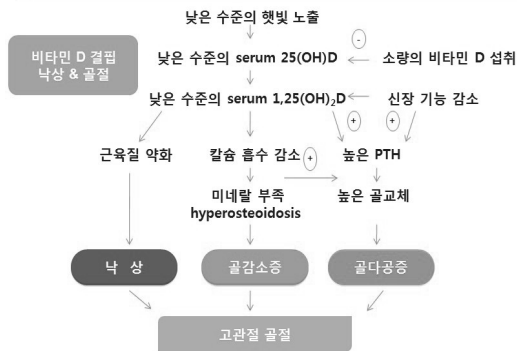 낮은 수준의 햇빛 노출
비타민 D 결핍
낙상 & 골절
낮은 수준의 serum 25(OH)D
-
소량의 비타민 D 섭취
낮은 수준의 serum 1,25(OH)₂D
신장 기능 감소
+
+
근육질 약화
칼슘 흡수 감소
+
높은 PTH
미네랄 부족
hyperosteoidosis
높은 골교체
낙 상
골감소증
골다공증
고관절 골절